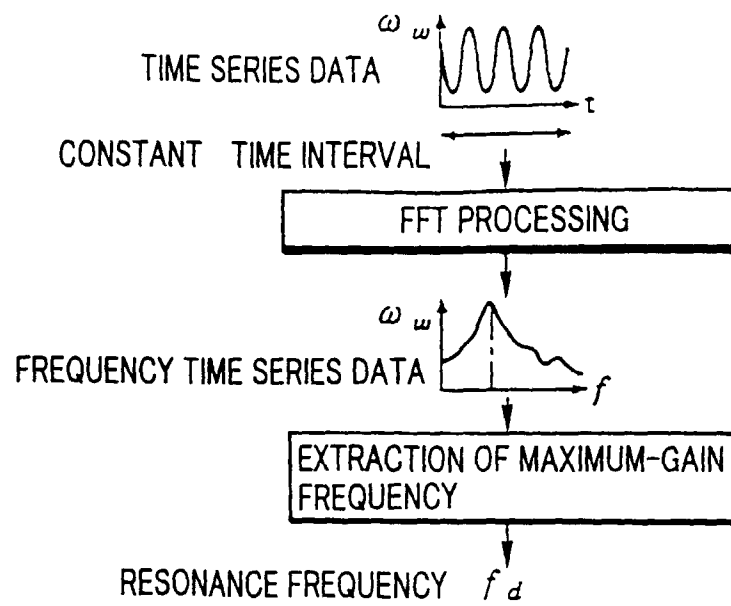 ω w
TIME SERIES DATA
t
CONSTANT TIME INTERVAL
FFT PROCESSING
ω w
FREQUENCY TIME SERIES DATA
f
EXTRACTION OF MAXIMUM-GAIN
FREQUENCY
RESONANCE FREQUENCY f d